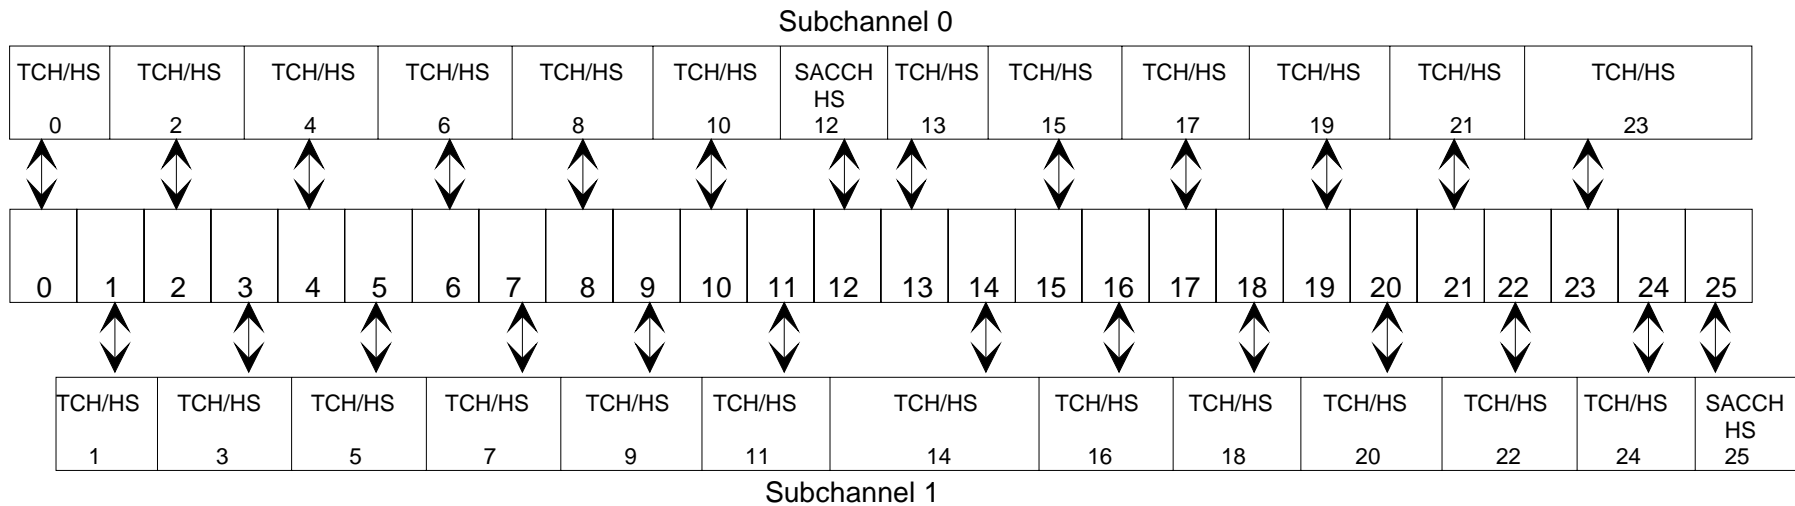 Subchannel 0
TCH/HS TCH/HS TCH/HS TCH/HS TCH/HS TCH/HS SACCH TCH/HS TCH/HS TCH/HS TCH/HS TCH/HS TCH/HS
HS
0 2 4 6 8 10 12 13 15 17 19 21 23
0 1 2 3 4 5 6 7 8 9 10 11 12 13 14 15 16 17 18 19 20 21 22 23 24 25
TCH/HS TCH/HS TCH/HS TCH/HS TCH/HS TCH/HS TCH/HS TCH/HS TCH/HS TCH/HS TCH/HS TCH/HS SACCH
HS
1 3 5 7 9 11 14 16 18 20 22 24 25
Subchannel 1